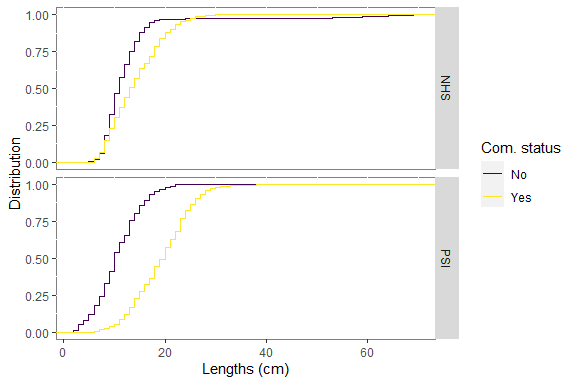 1.00
0.75
0.50
0.25
0.00
NHS
1.00
0.75
0.50
0.25
0.00
PSI
Distribution
0
20
40
60
Lengths (cm)
Com. status
No
Yes